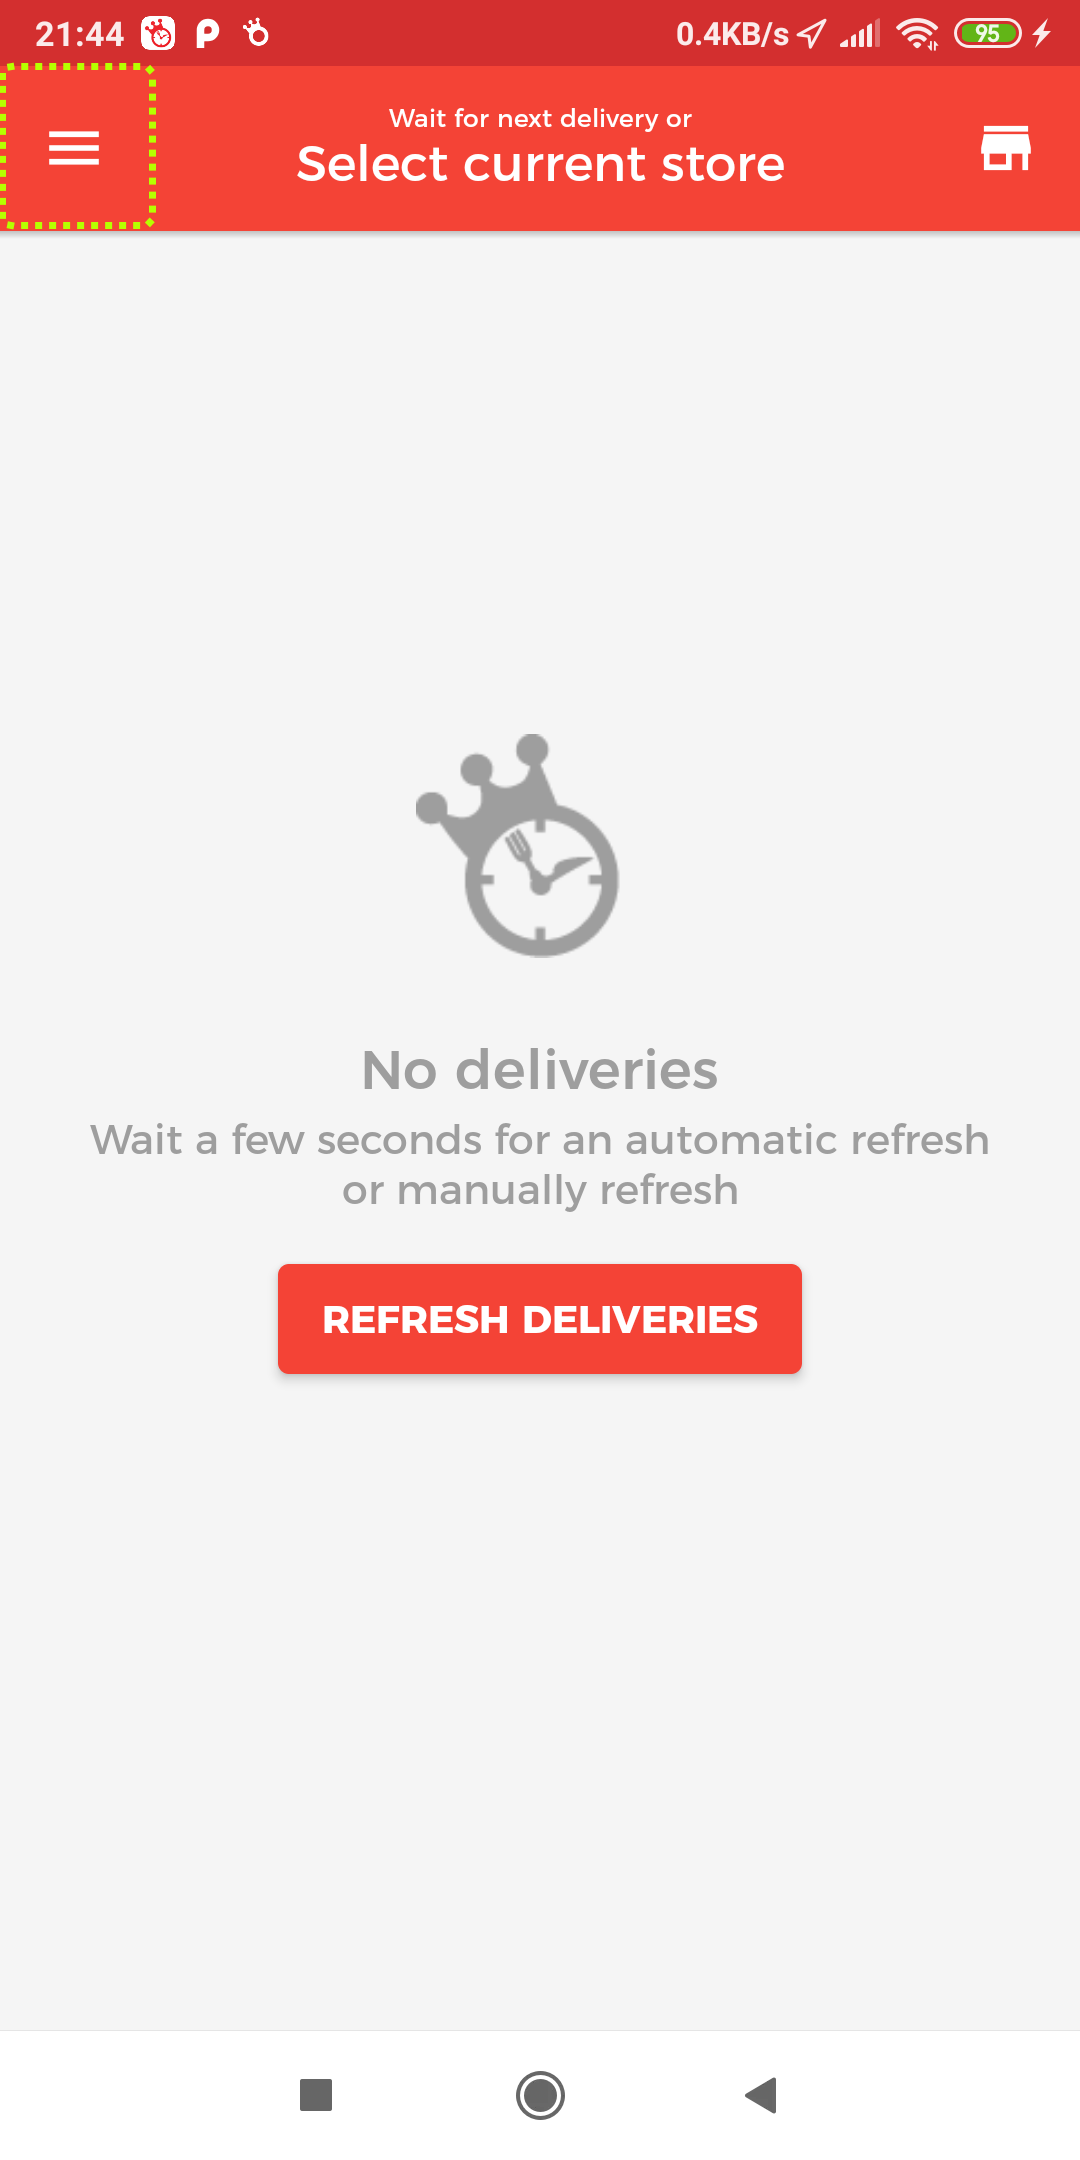 21:44
0.4KB/s
95
Wait for next delivery or
Select current store
No deliveries
Wait a few seconds for an automatic refresh
or manually refresh
REFRESH DELIVERIES